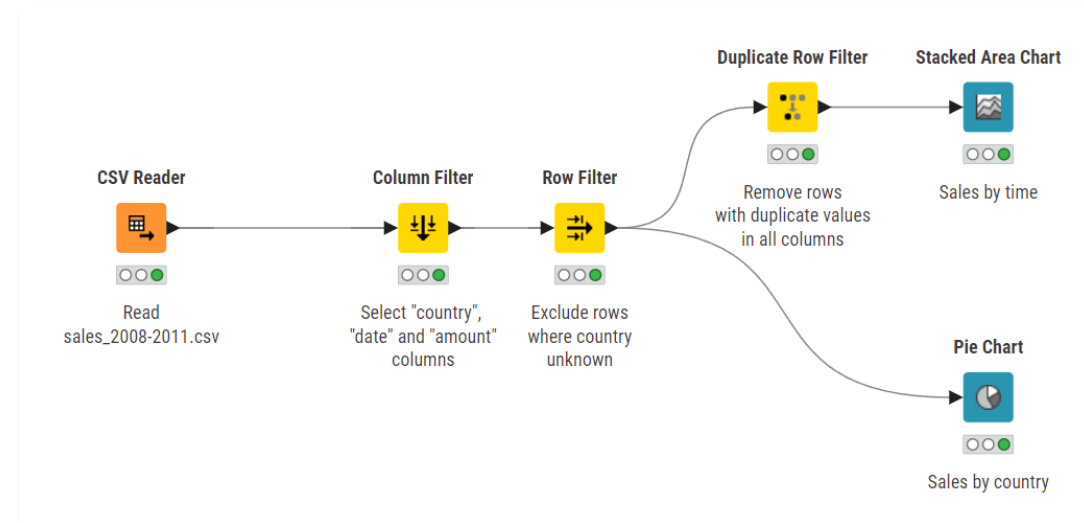 Duplicate Row Filter
Stacked Area Chart
Remove rows
with duplicate values
in all columns
Sales by time
CSV Reader
Column Filter
Row Filter
Read
sales_2008-2011.csv
Select "country",
"date" and "amount"
columns
Exclude rows
where country
unknown
Pie Chart
Sales by country